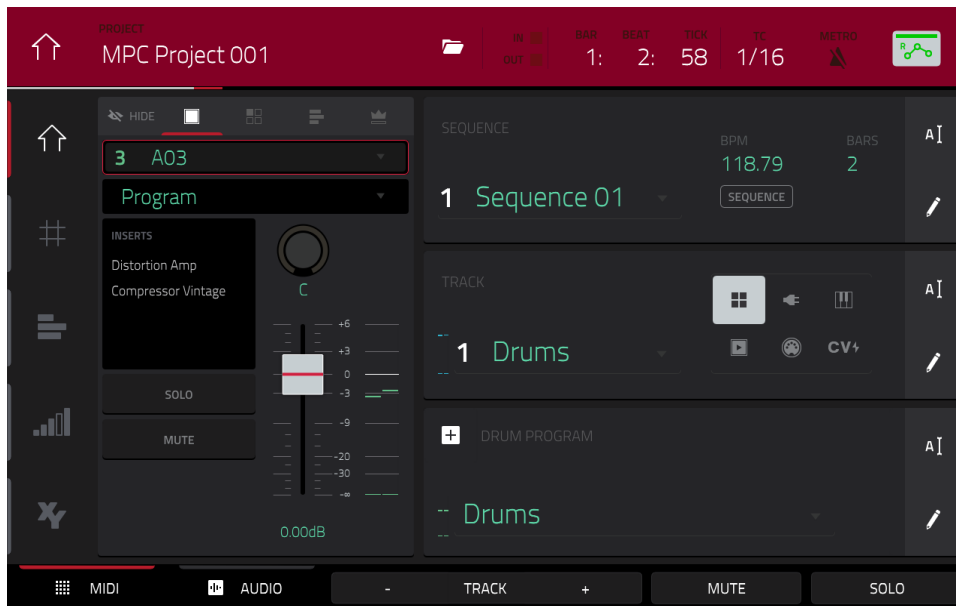 PROJECT
MPC Project 001
IN
OUT
BAR BEAT TICK TC METRO
1: 2: 58 1/16
R
HIDE
3 A03
Program
INSERTS
Distortion Amp
Compressor Vintage
C
+6
+3
0
-3
-9
-20
-30
-∞
SOLO
MUTE
0.00dB
SEQUENCE
BPM BARS
118.79 2
1 Sequence 01
SEQUENCE
A
TRACK
A
--
1 Drums
--
CV
DRUM PROGRAM
A
--
Drums
--
XY
MIDI AUDIO - TRACK + MUTE SOLO